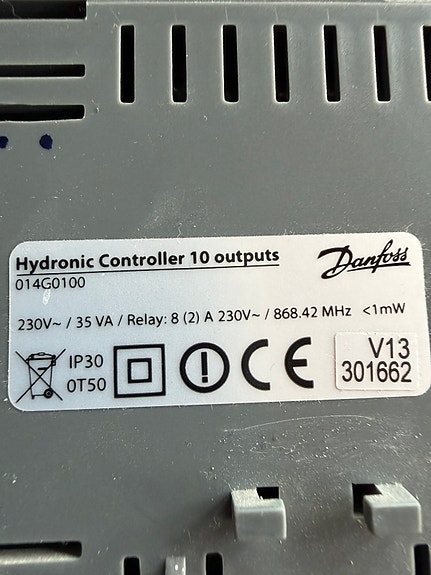 Hydronic Controller 10 outputs
Danfoss
014G0100
230V~ / 35 VA / Relay: 8 (2) A 230V~ / 868.42 MHz <1mW
IP30
0T50
CE
V13
301662